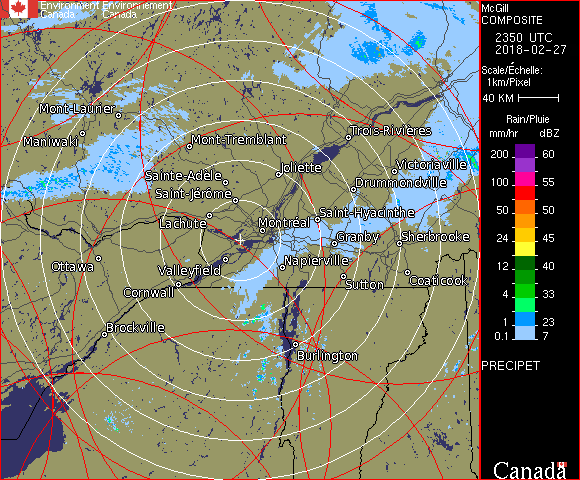 Environment Environnement
Canada Canada
Mont-Laurier
Maniwaki
Mont-Tremblant
Trois-Rivières
Joliette
Victoriaville
Sainte-Adèle
Drummondville
Saint-Jérôme
Saint-Hyacinthe
Lachute
Montréal
Granby
Sherbrooke
Ottawa
Valleyfield
Napierville
Cornwall
Sutton
Coaticook
Brockville
Burlington
McGill
COMPOSITE
2350 UTC
2018-02-27
Scale/Échelle:
1km/Pixel
40 KM
Rain/Pluie
mm/hr dBZ
200 60
150 57
100 55
50 50
24 45
12 40
4 33
1 23
0.1 7
PRECIPET
Canada